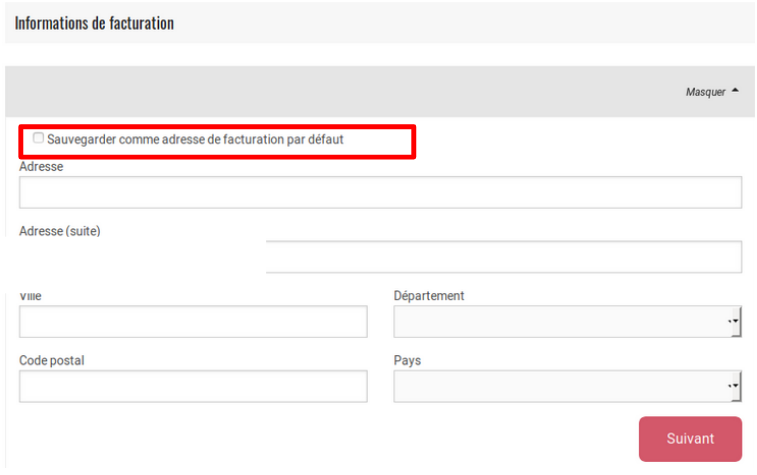 Informations de facturation
Masquer
Sauvegarder comme adresse de facturation par défaut
Adresse
Adresse (suite)
Ville
Département
Code postal
Pays
Suivant